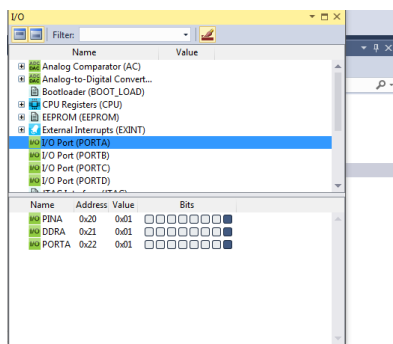 I/O
Filter:
Name Value
Analog Comparator (AC)
Analog-to-Digital Convert...
Bootloader (BOOT_LOAD)
CPU Registers (CPU)
EEPROM (EEPROM)
External Interrupts (EXINT)
I/O I/O Port (PORTA)
I/O I/O Port (PORTB)
I/O I/O Port (PORTC)
I/O I/O Port (PORTD)
Name Address Value Bits
I/O PINA 0x20 0x01
I/O DDRA 0x21 0x01
I/O PORTA 0x22 0x01